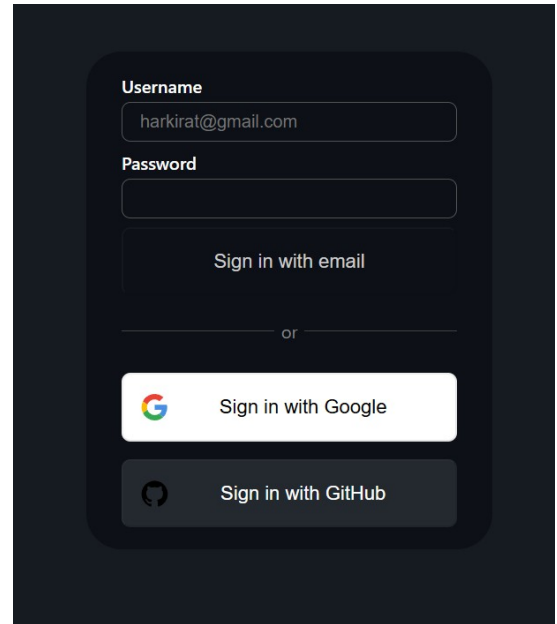 Username
harkirat@gmail.com
Password
Sign in with email
or
Sign in with Google
Sign in with GitHub